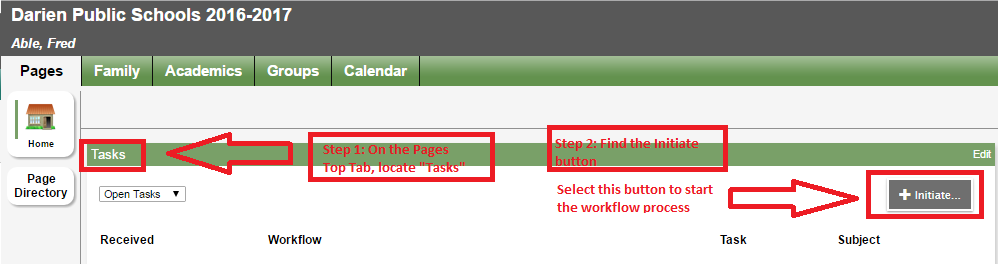 Darien Public Schools 2016-2017
Able, Fred
Pages Family Academics Groups Calendar
Home
Page
Directory
Tasks
Step 1: On the Pages
Top Tab, locate "Tasks"
Step 2: Find the Initiate
button
Edit
Open Tasks
Select this button to start
the workflow process
Initiate...
Received Workflow Task Subject